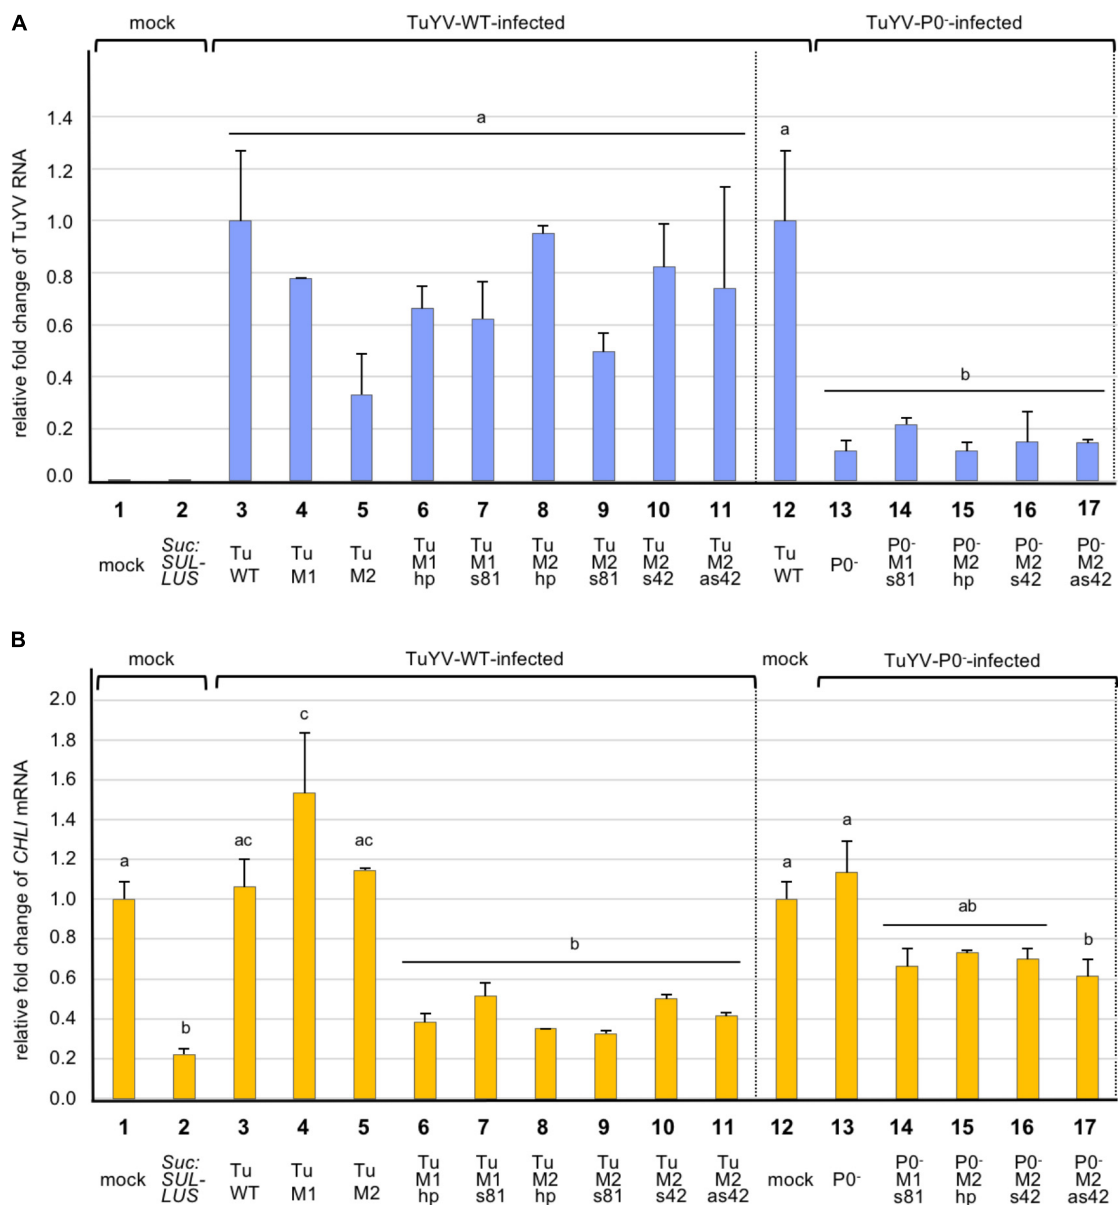 A
mock
TuYV-WT-infected
TuYV-P0⁻-infected
relative fold change of TuYV RNA
1.4
1.2
1.0
0.8
0.6
0.4
0.2
0.0
a
a
b
1 2 3 4 5 6 7 8 9 10 11 12 13 14 15 16 17
mock
Suc:
SUL-
LUS
Tu
WT
Tu
M1
Tu
M2
Tu
M1
hp
Tu
M1
s81
Tu
M2
hp
Tu
M2
s81
Tu
M2
s42
Tu
M2
as42
Tu
WT
P0⁻
P0⁻
M1
s81
P0⁻
M2
hp
P0⁻
M2
s42
P0⁻
M2
as42
B
mock
TuYV-WT-infected
mock
TuYV-P0⁻-infected
relative fold change of CHLI mRNA
2.0
1.8
1.6
1.4
1.2
1.0
0.8
0.6
0.4
0.2
0.0
a
b
ac
c
ac
b
a
a
ab
b
1 2 3 4 5 6 7 8 9 10 11 12 13 14 15 16 17
mock
Suc:
SUL-
LUS
Tu
WT
Tu
M1
Tu
M2
Tu
M1
hp
Tu
M1
s81
Tu
M2
hp
Tu
M2
s81
Tu
M2
s42
Tu
M2
as42
mock
P0⁻
P0⁻
M1
s81
P0⁻
M2
hp
P0⁻
M2
s42
P0⁻
M2
as42